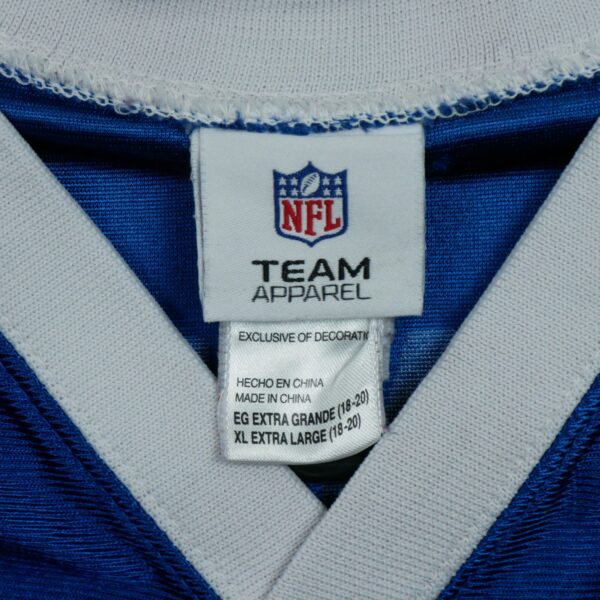 NFL
TEAM
APPAREL
EXCLUSIVE OF DECORATI
HECHO EN CHINA
MADE IN CHINA
EG EXTRA GRANDE (18-20)
XL EXTRA LARGE (18-20)